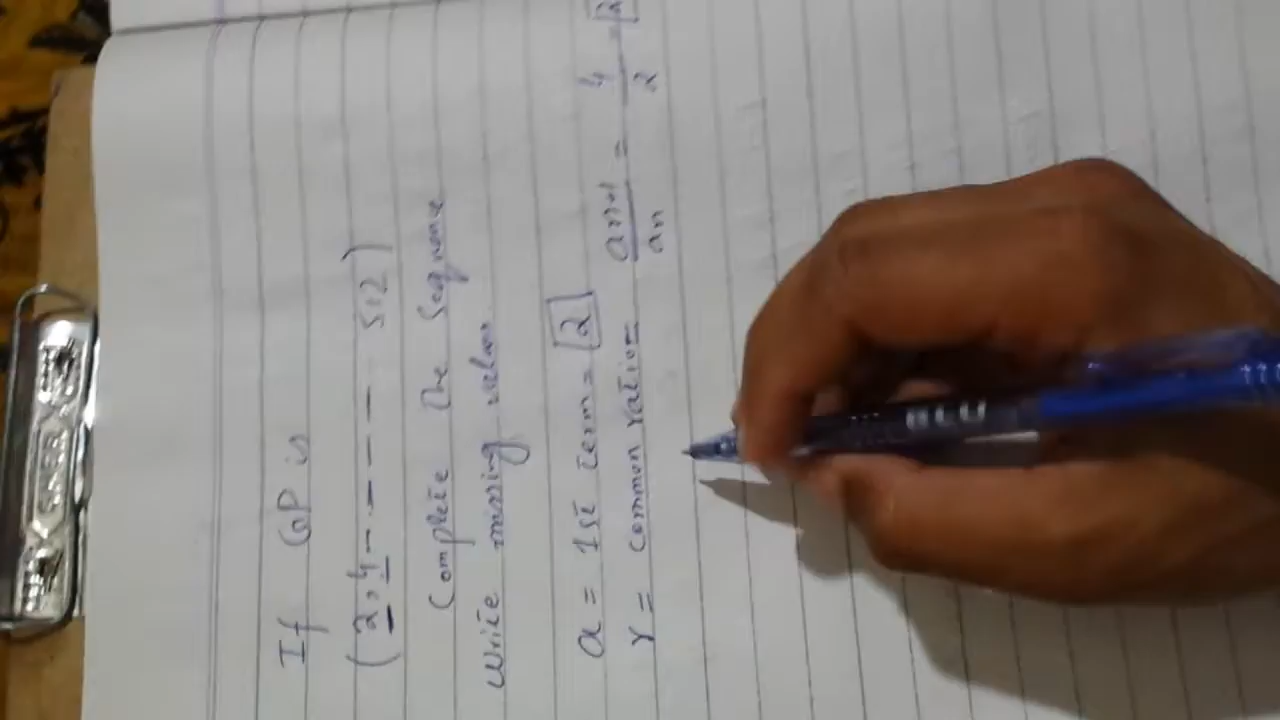 If GP is
(2, 4 - - - - - - 512)
Complete the sequence
write missing values
a = 1st term = 2
r = common ratio = an+1 / an = 4 / 2 = 2